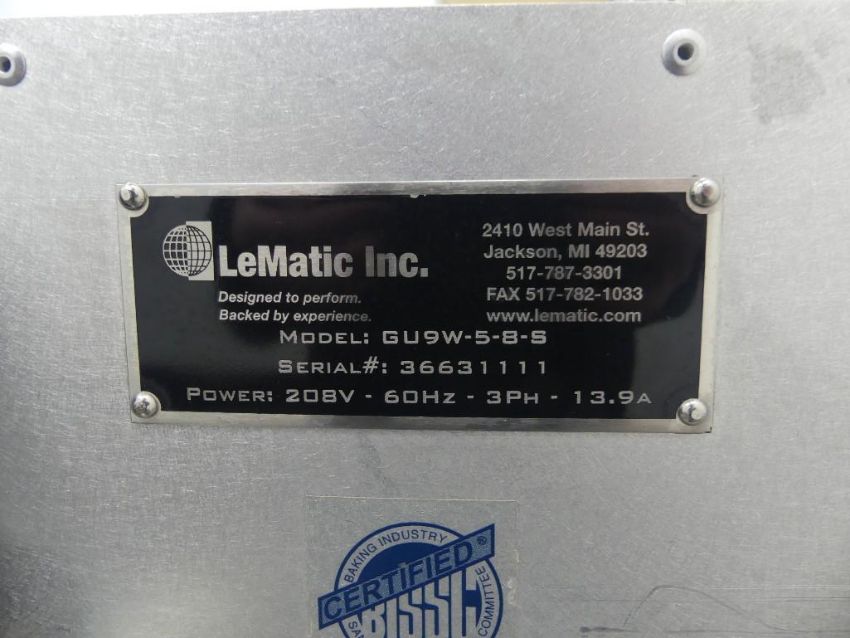 LeMatic Inc.
Designed to perform.
Backed by experience.
2410 West Main St.
Jackson, MI 49203
517-787-3301
FAX 517-782-1033
www.lematic.com
MODEL: GU9W-5-8-S
SERIAL#: 36631111
POWER: 208V - 60HZ - 3PH - 13.9A
BAKING INDUSTRY
CERTIFIED®
BISSC
COMMITTEE